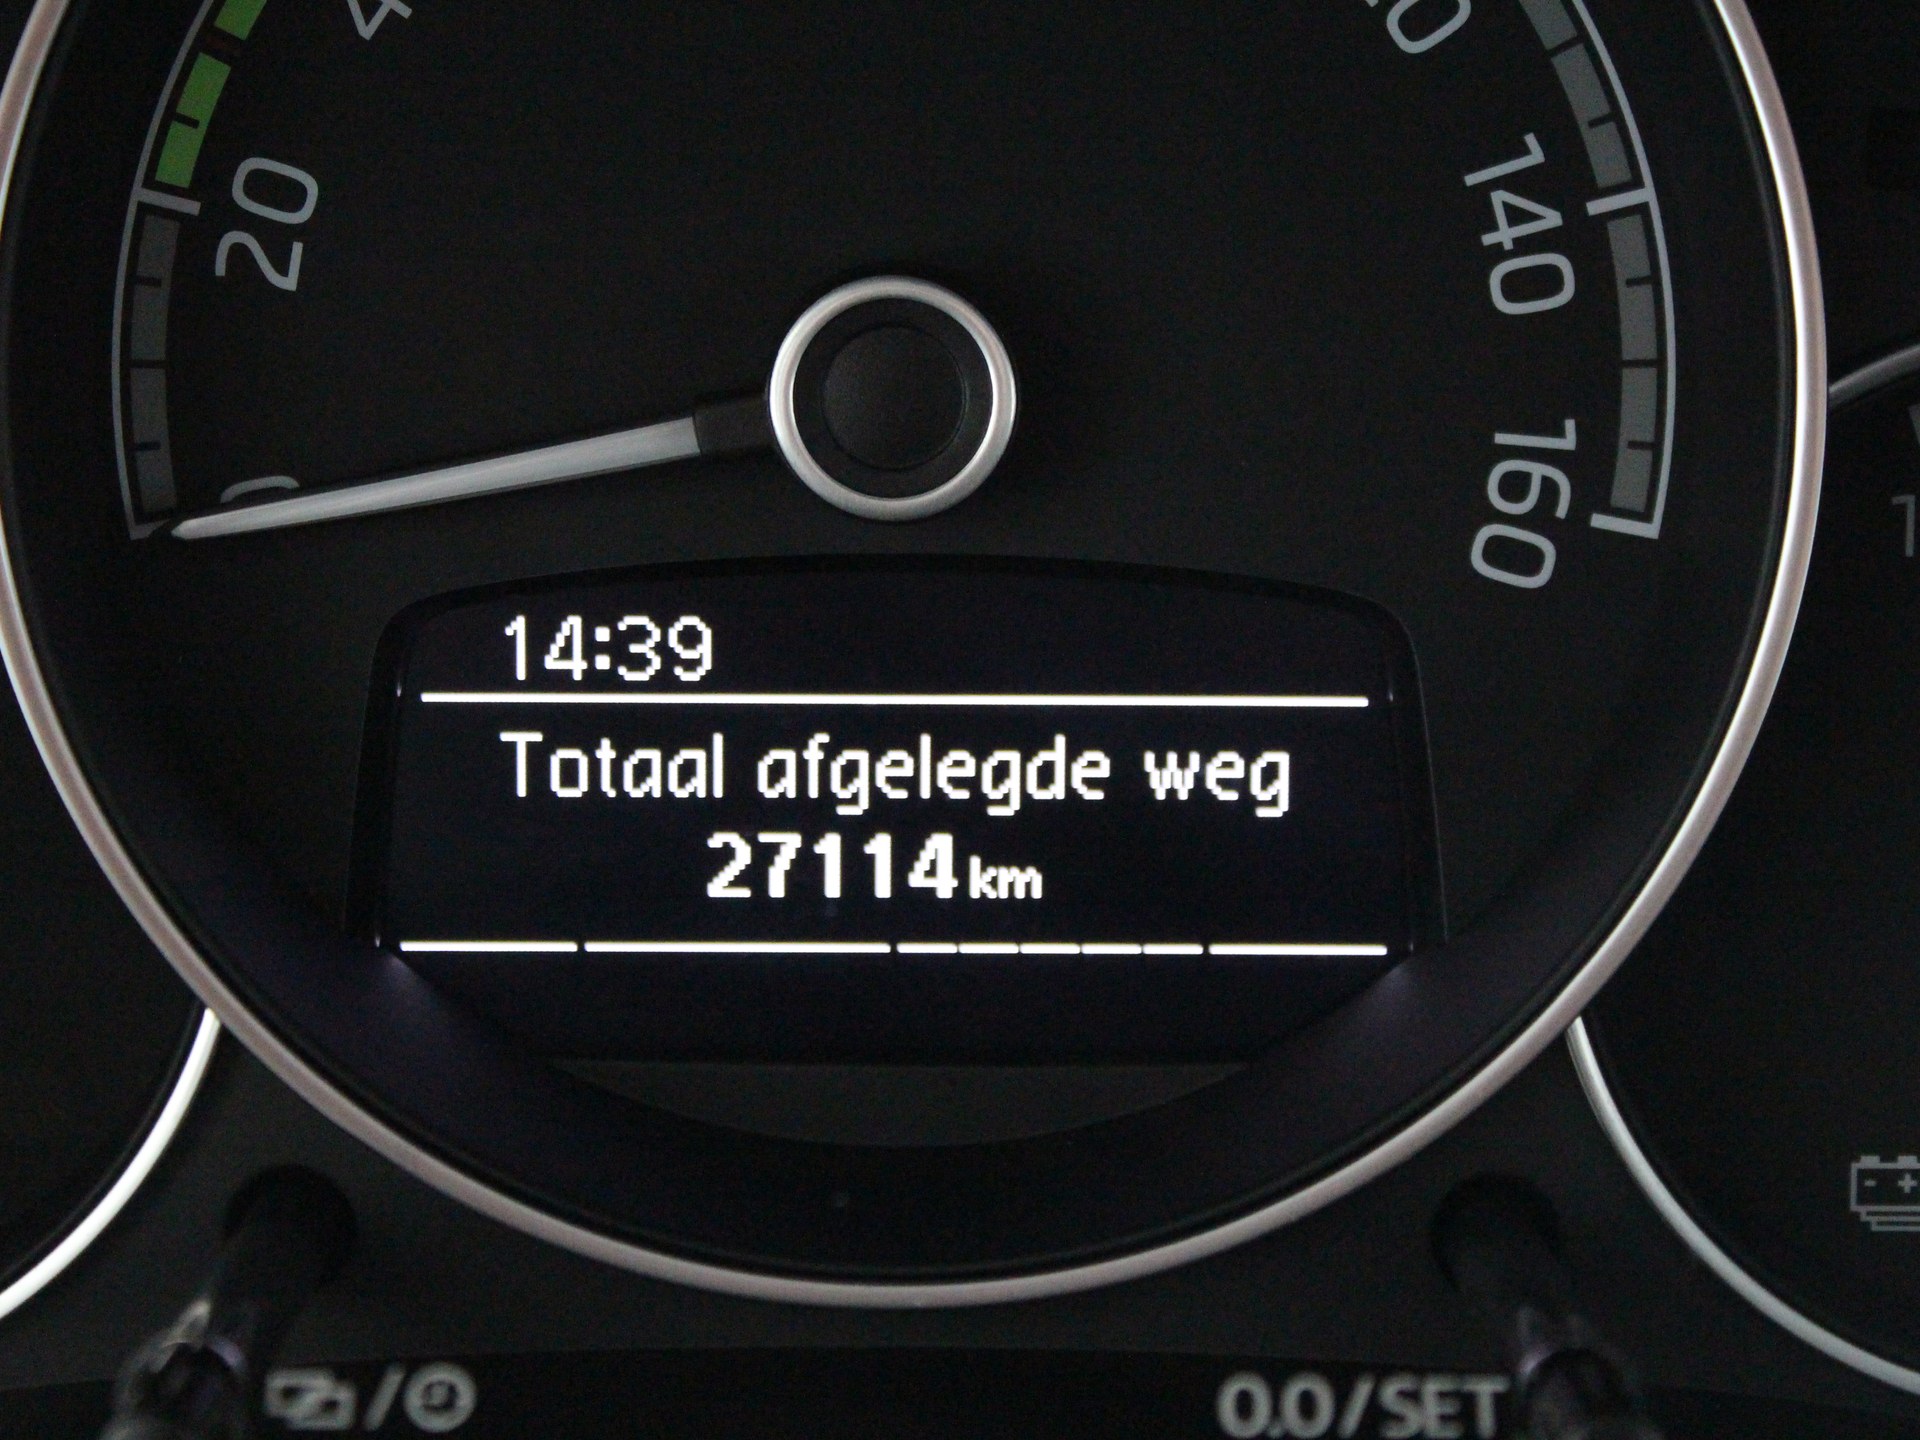 20
140
160
14:39
Totaal afgelegde weg
27114 km
0.0/SET